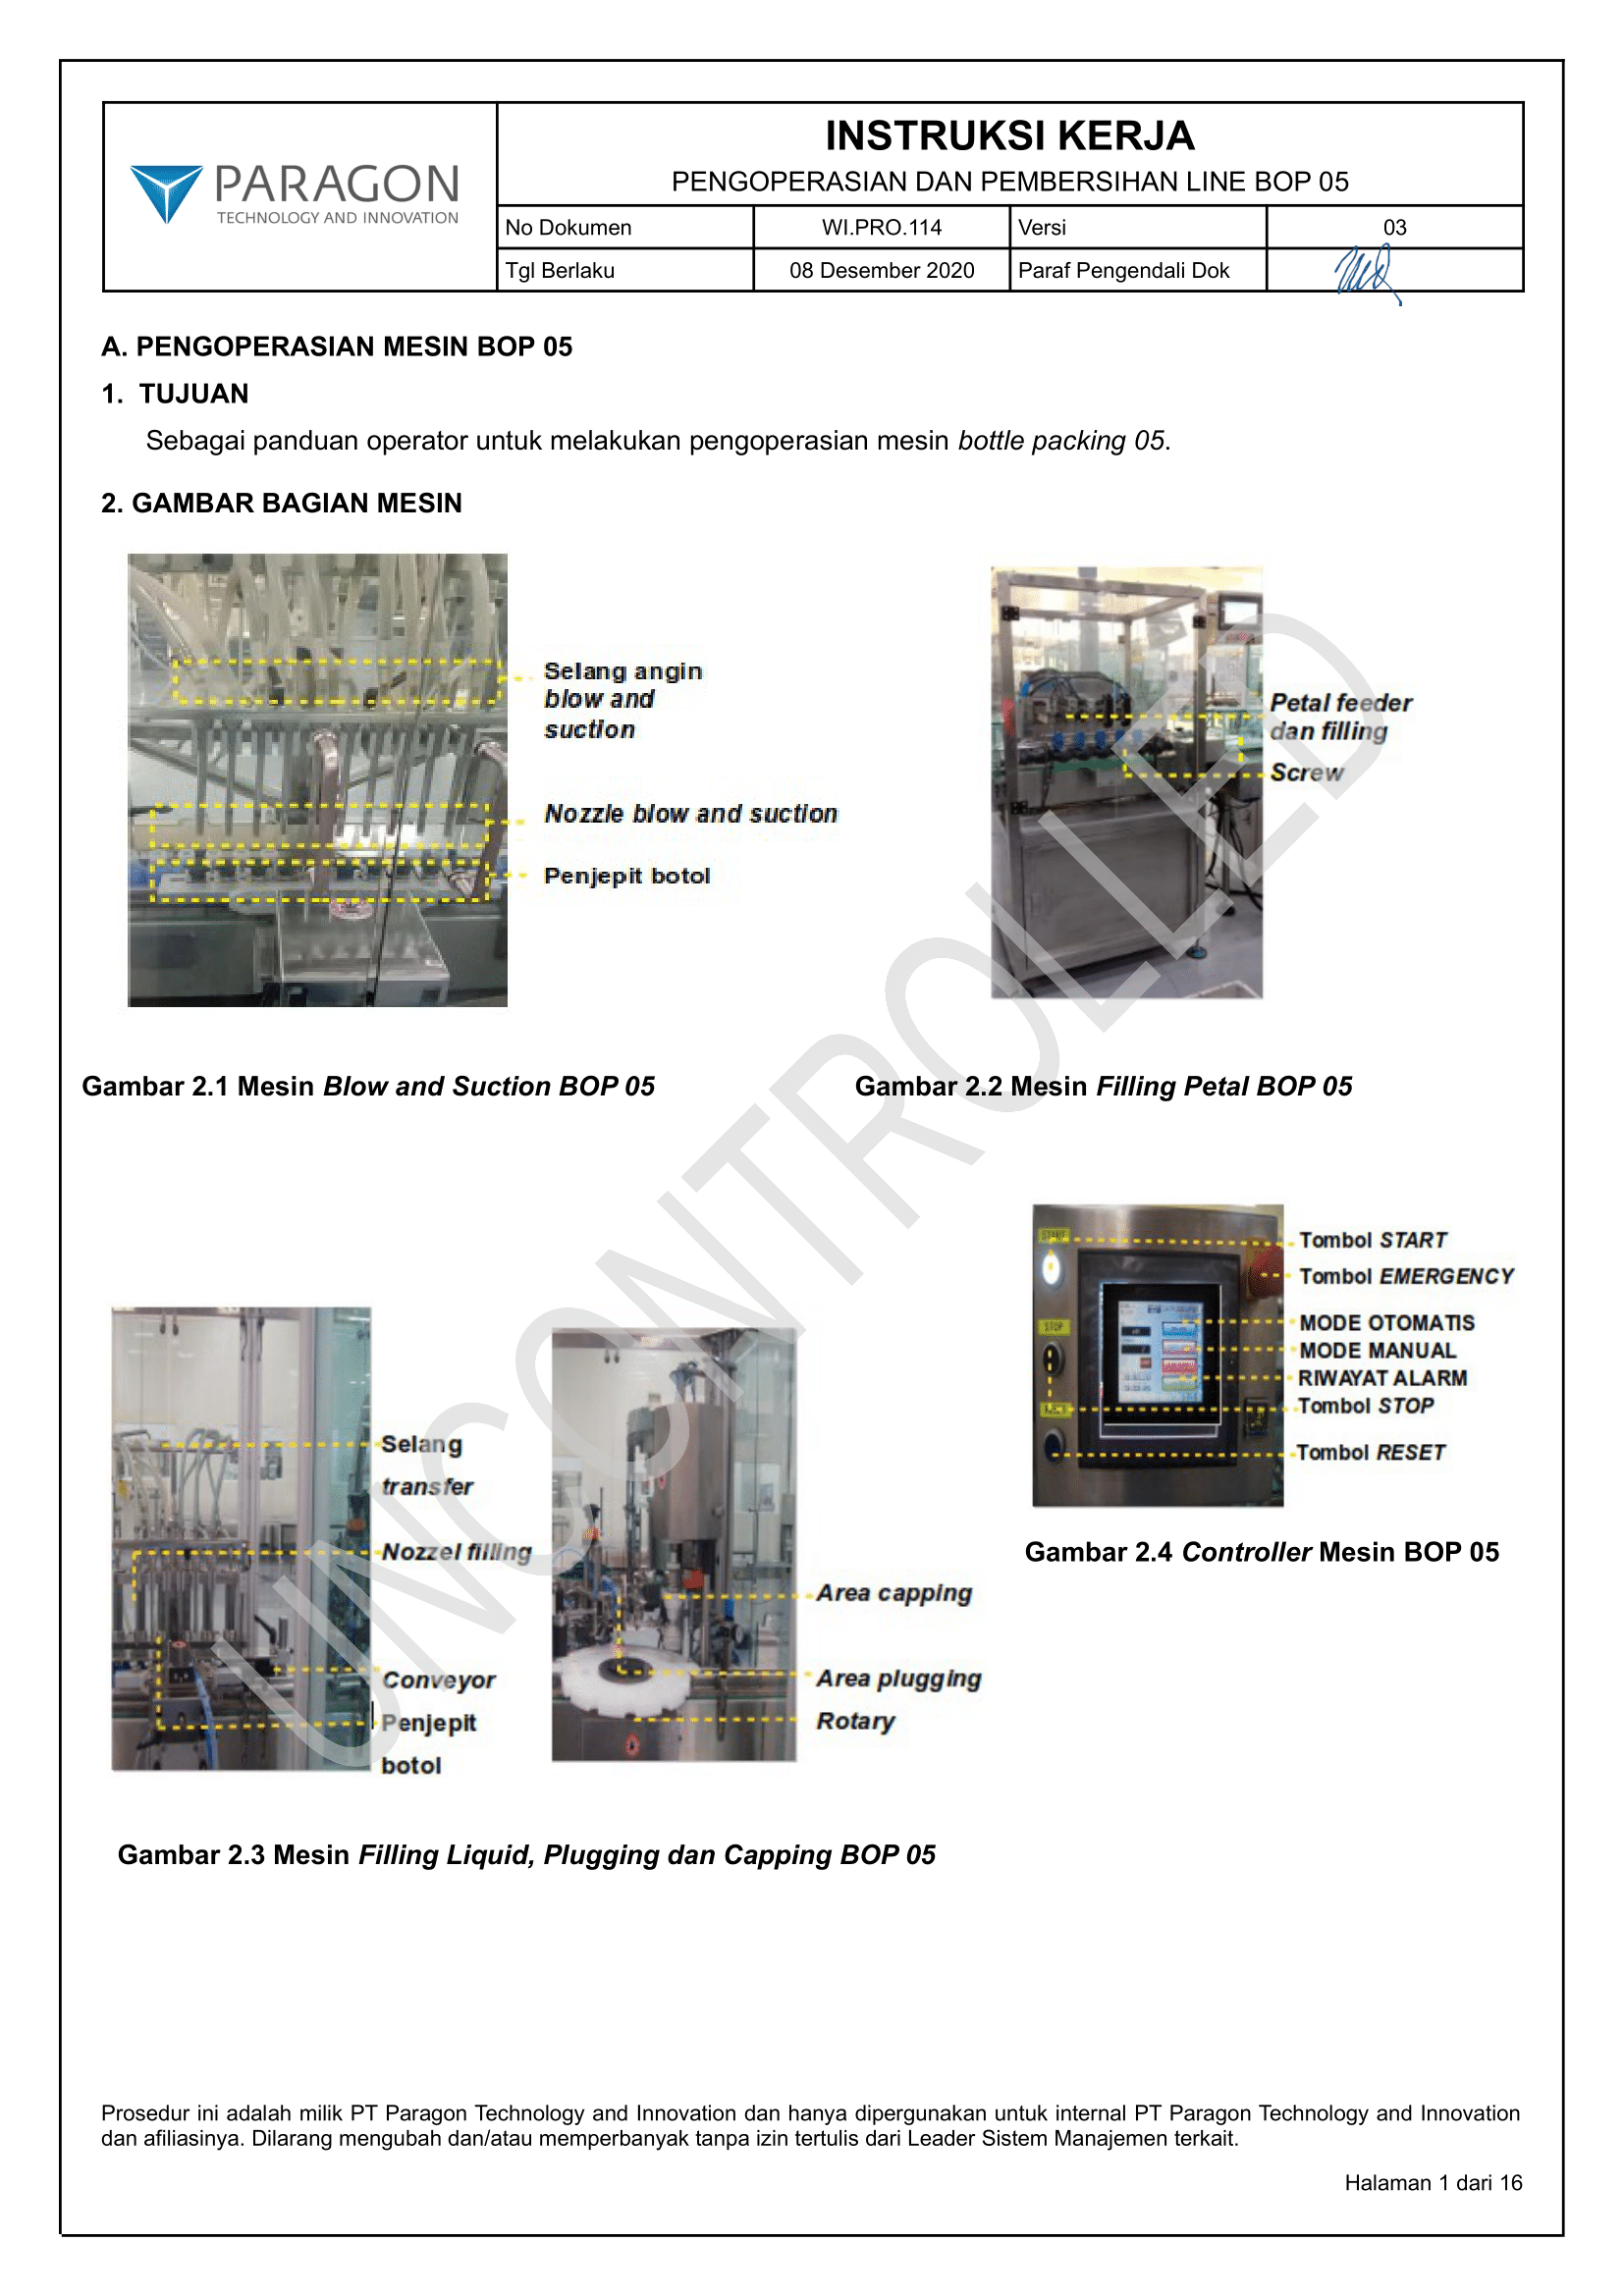 PARAGON
TECHNOLOGY AND INNOVATION
INSTRUKSI KERJA
PENGOPERASIAN DAN PEMBERSIHAN LINE BOP 05
No Dokumen WI.PRO.114 Versi 03
Tgl Berlaku 08 Desember 2020 Paraf Pengendali Dok
A. PENGOPERASIAN MESIN BOP 05
1. TUJUAN
Sebagai panduan operator untuk melakukan pengoperasian mesin bottle packing 05.
2. GAMBAR BAGIAN MESIN
Selang angin
blow and
suction
Nozzle blow and suction
Penjepit botol
Petal feeder
dan filling
Screw
Gambar 2.1 Mesin Blow and Suction BOP 05
Gambar 2.2 Mesin Filling Petal BOP 05
Selang
transfer
Nozzel filling
Conveyor
Penjepit
botol
Area capping
Area plugging
Rotary
START
STOP
Tombol START
Tombol EMERGENCY
MODE OTOMATIS
MODE MANUAL
RIWAYAT ALARM
Tombol STOP
Tombol RESET
Gambar 2.4 Controller Mesin BOP 05
Gambar 2.3 Mesin Filling Liquid, Plugging dan Capping BOP 05
UNCONTROLLED
Prosedur ini adalah milik PT Paragon Technology and Innovation dan hanya dipergunakan untuk internal PT Paragon Technology and Innovation
dan afiliasinya. Dilarang mengubah dan/atau memperbanyak tanpa izin tertulis dari Leader Sistem Manajemen terkait.
Halaman 1 dari 16